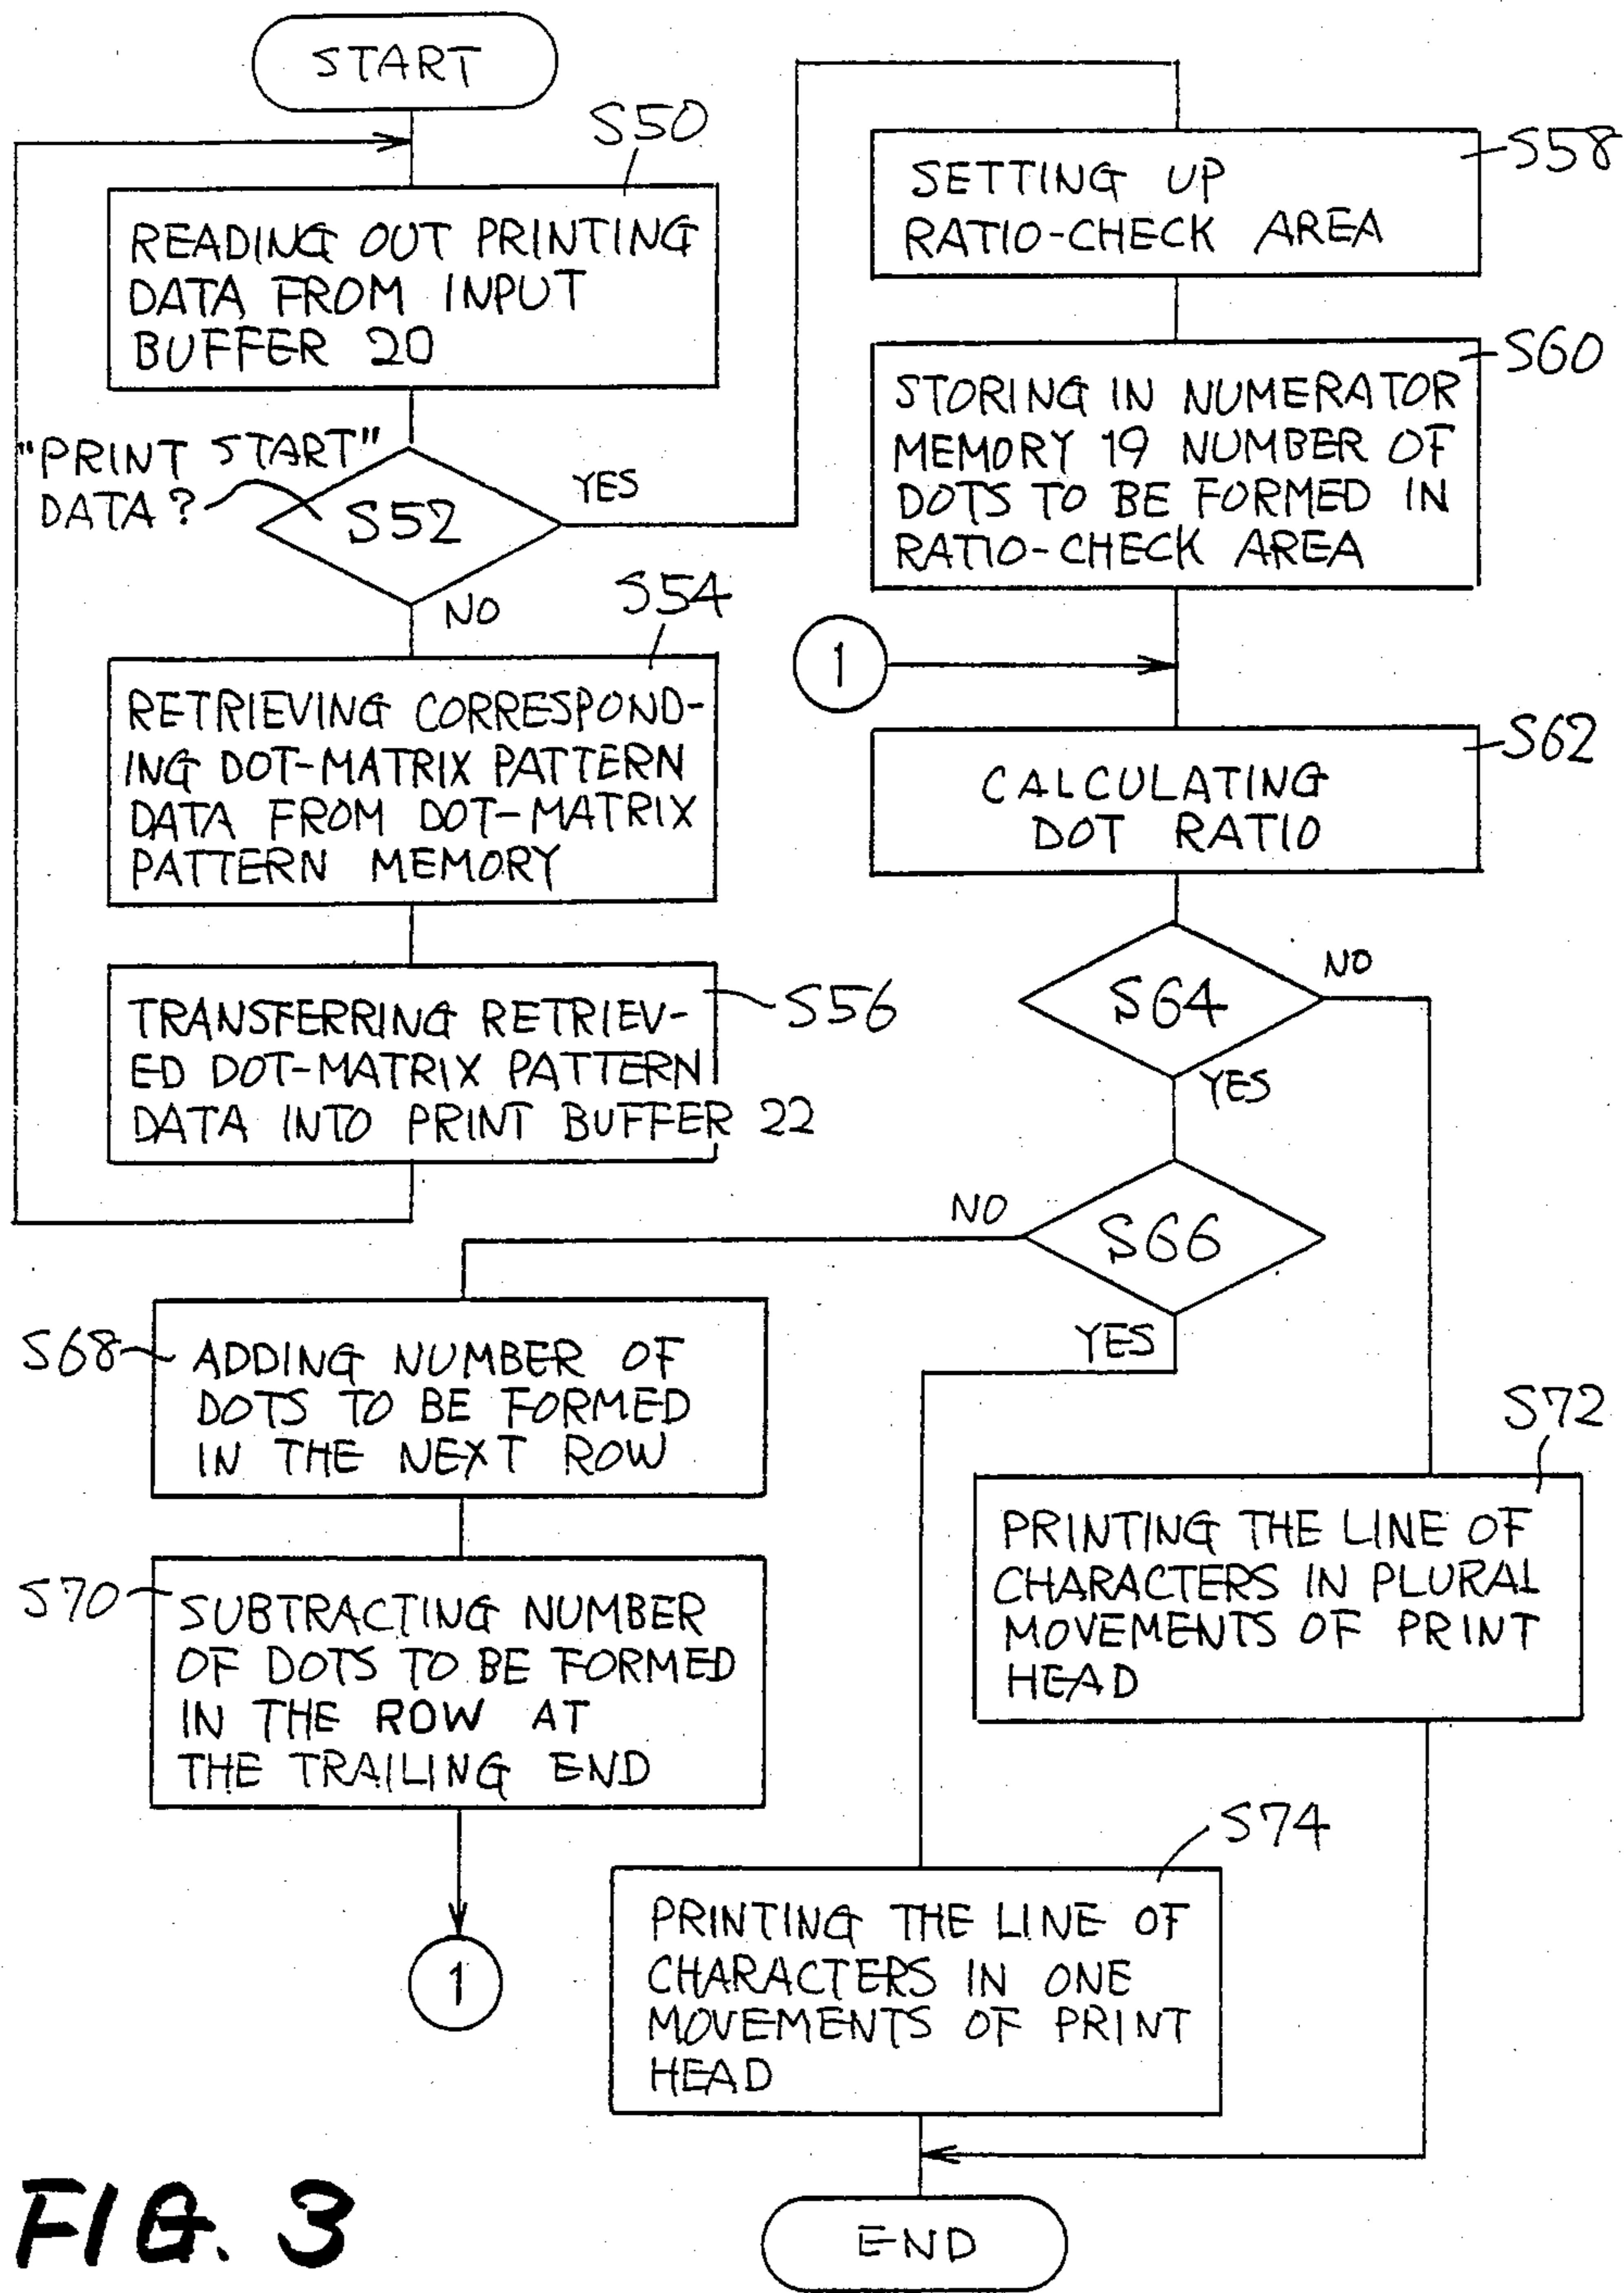 START
S50
READING OUT PRINTING
DATA FROM INPUT
BUFFER 20
"PRINT START"
DATA?
S52
YES
NO
S54
RETRIEVING CORRESPOND-
ING DOT-MATRIX PATTERN
DATA FROM DOT-MATRIX
PATTERN MEMORY
S56
TRANSFERRING RETRIEV-
ED DOT-MATRIX PATTERN
DATA INTO PRINT BUFFER 22
S58
SETTING UP
RATIO-CHECK AREA
S60
STORING IN NUMERATOR
MEMORY 19 NUMBER OF
DOTS TO BE FORMED IN
RATIO-CHECK AREA
1
S62
CALCULATING
DOT RATIO
S64
NO
YES
S66
NO
YES
S68
ADDING NUMBER OF
DOTS TO BE FORMED
IN THE NEXT ROW
S70
SUBTRACTING NUMBER
OF DOTS TO BE FORMED
IN THE ROW AT
THE TRAILING END
1
S72
PRINTING THE LINE OF
CHARACTERS IN PLURAL
MOVEMENTS OF PRINT
HEAD
S74
PRINTING THE LINE OF
CHARACTERS IN ONE
MOVEMENTS OF PRINT
HEAD
END
FIG. 3